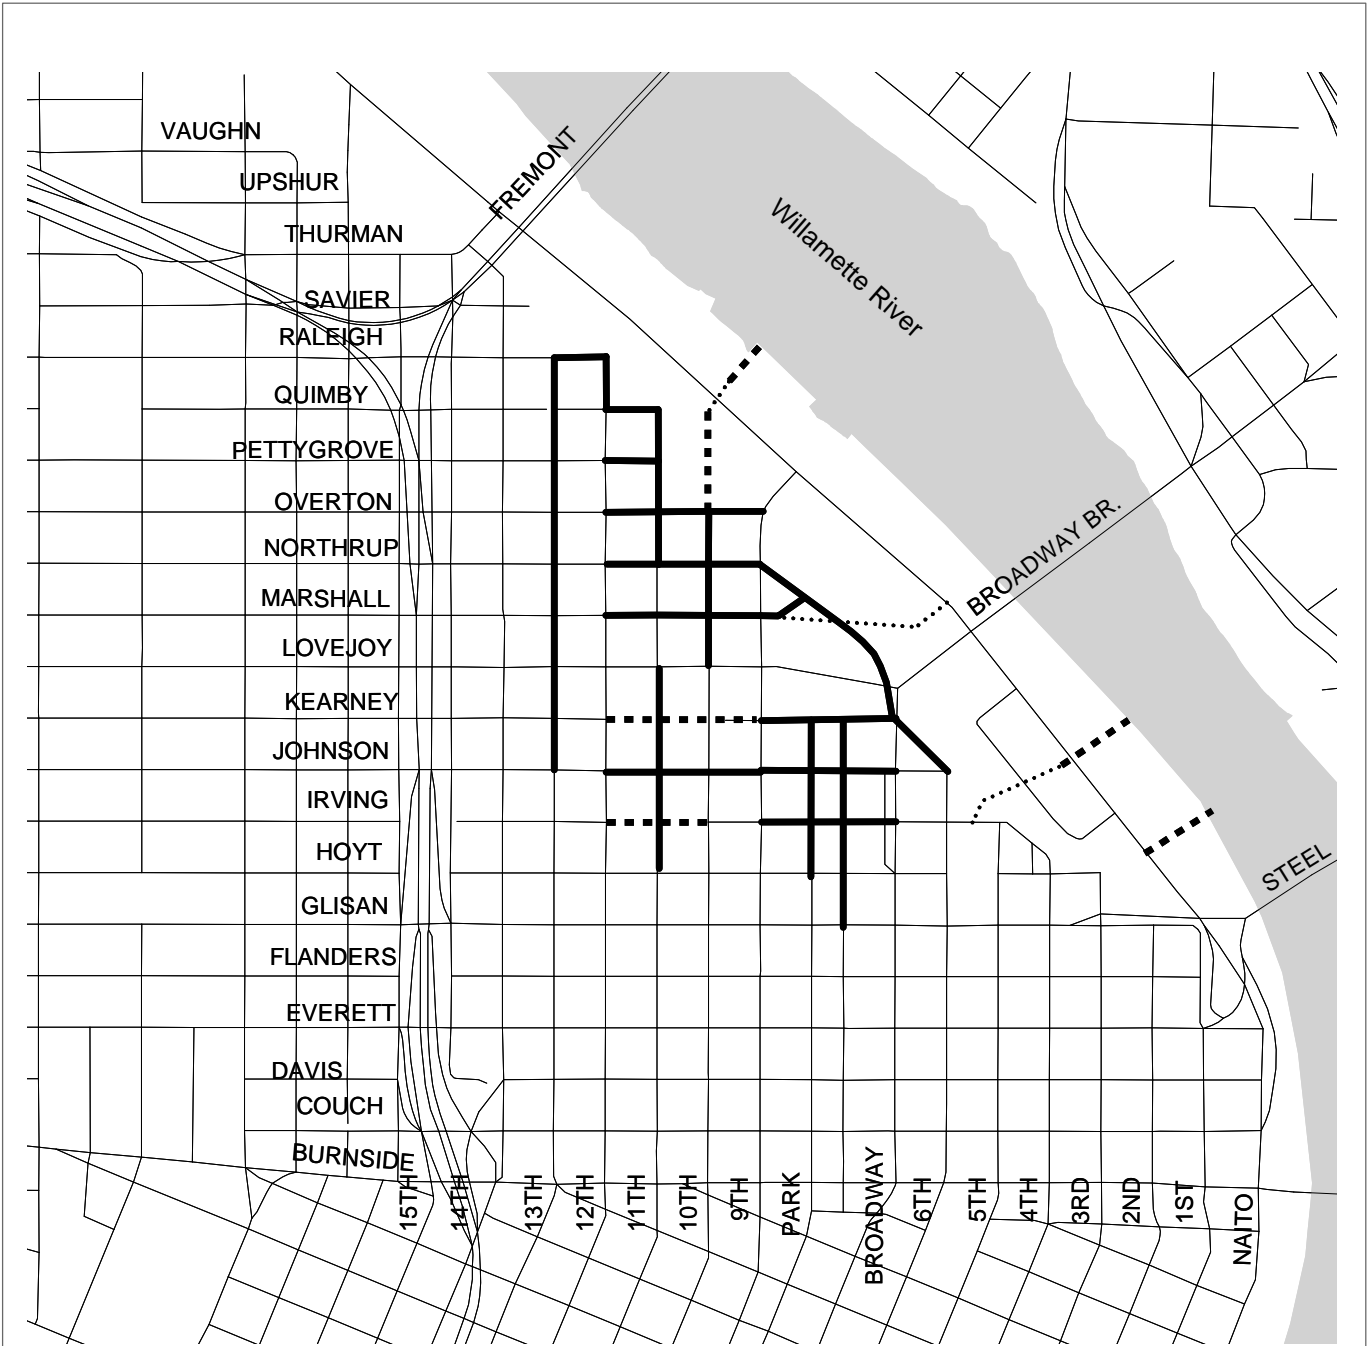 VAUGHN
UPSHUR
FREMONT
THURMAN
Willamette River
SAVIER
RALEIGH
QUIMBY
PETTYGROVE
OVERTON
NORTHRUP
BROADWAY BR.
MARSHALL
LOVEJOY
KEARNEY
JOHNSON
IRVING
HOYT
STEEL
GLISAN
FLANDERS
EVERETT
DAVIS
COUCH
BURNSIDE
15TH
14TH
13TH
12TH
11TH
10TH
9TH
PARK
BROADWAY
6TH
5TH
4TH
3RD
2ND
1ST
NAITO